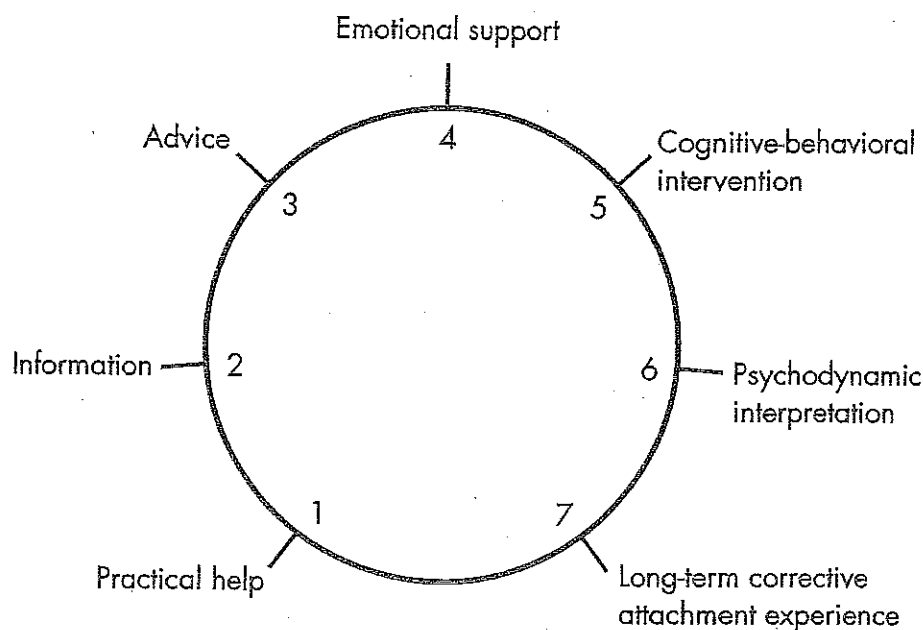 Emotional support
4
Advice
3
Cognitive-behavioral
intervention
5
Information
2
6
Psychodynamic
interpretation
1
Practical help
7
Long-term corrective
attachment experience